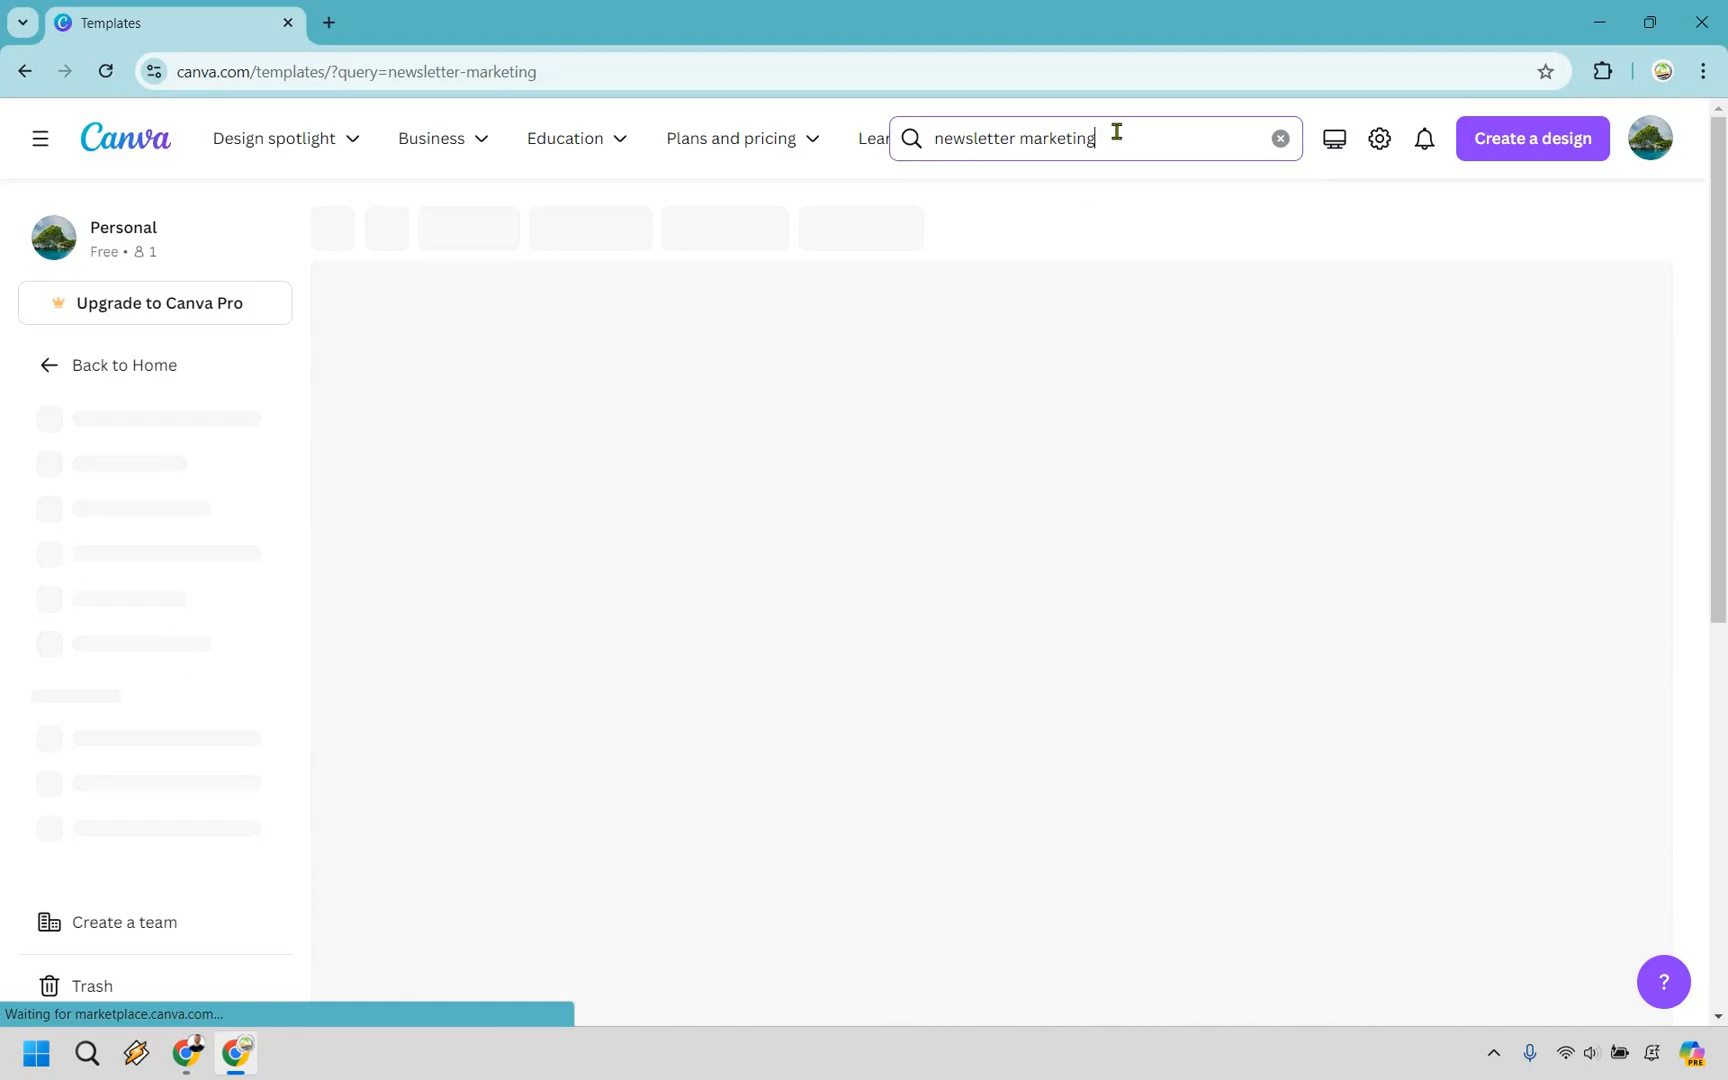 Templates
canva.com/templates/?query=newsletter-marketing
Canva
Design spotlight
Business
Education
Plans and pricing
Lear
newsletter marketing
Create a design
Personal
Free • 1
Upgrade to Canva Pro
Back to Home
Create a team
Trash
?
Waiting for marketplace.canva.com...
PRE